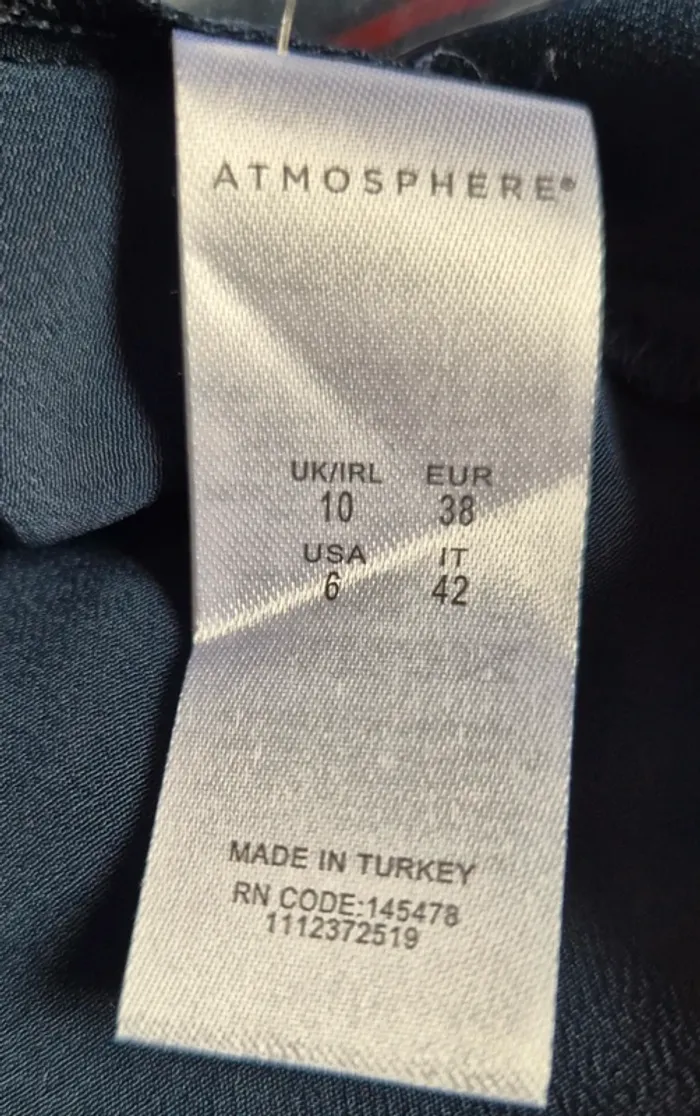 ATMOSPHERE®
UK/IRL EUR
10 38
USA IT
6 42
MADE IN TURKEY
RN CODE:145478
1112372519